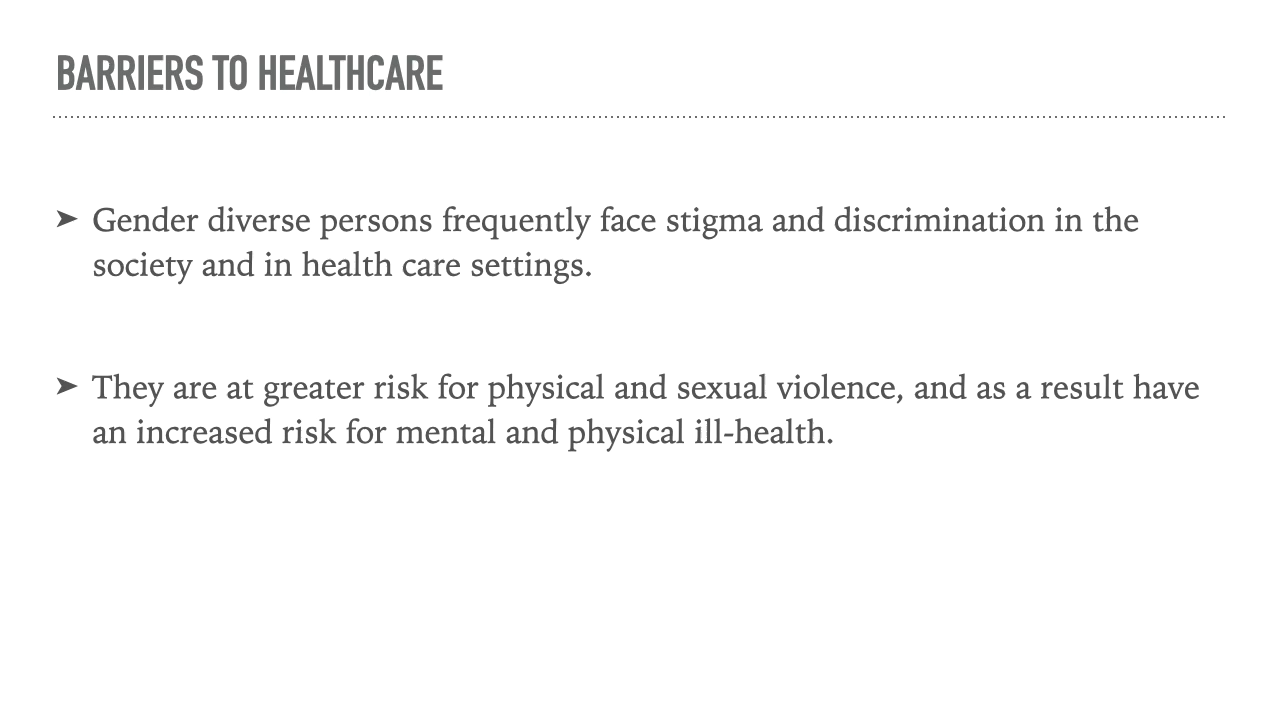 BARRIERS TO HEALTHCARE
➤ Gender diverse persons frequently face stigma and discrimination in the
society and in health care settings.
➤ They are at greater risk for physical and sexual violence, and as a result have
an increased risk for mental and physical ill-health.